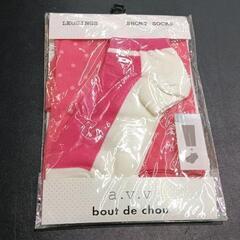 LEGGINGS SHORT SOCKS
a.v.v
bout de chou